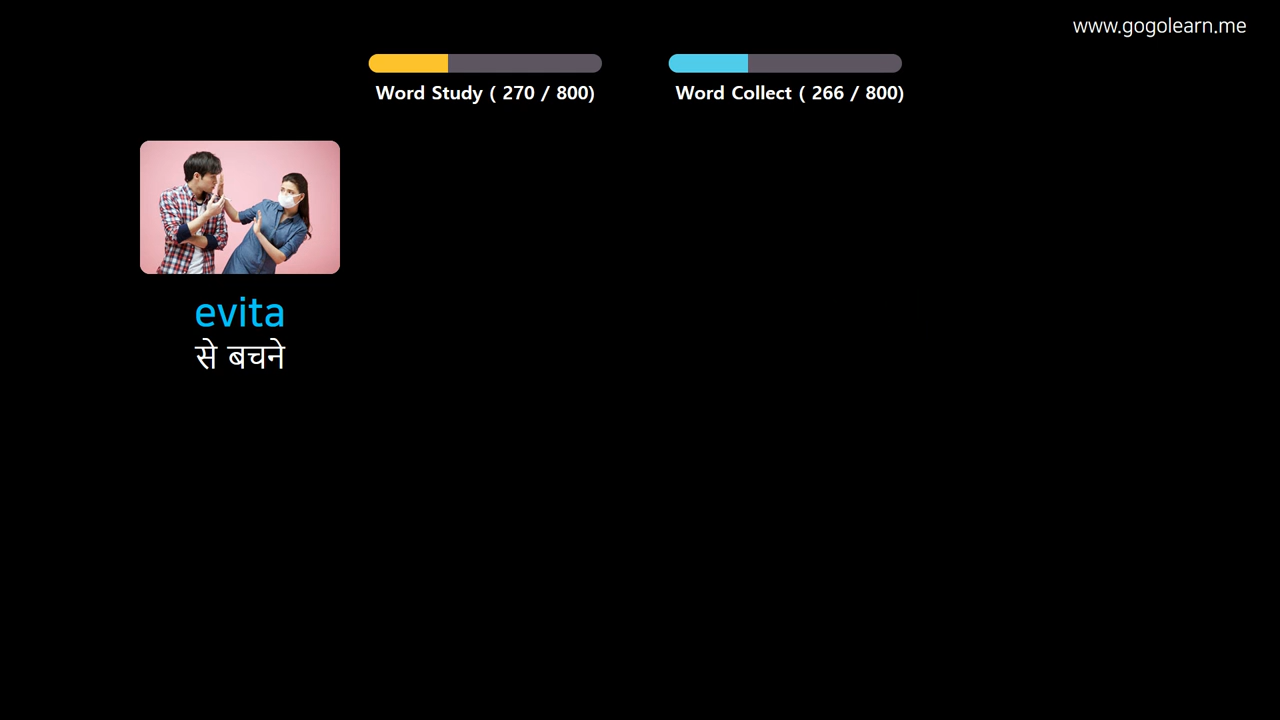 www.gogolearn.me
Word Study ( 270 / 800)
Word Collect ( 266 / 800)
evita
से बचने